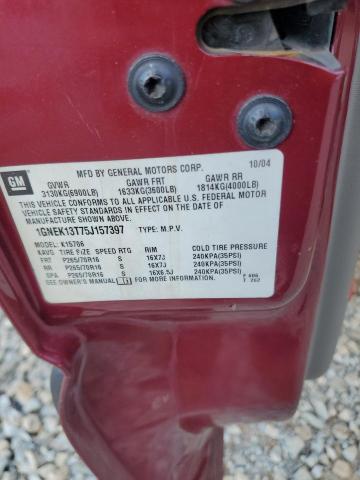 MFD BY GENERAL MOTORS CORP. 10/04
GM
GVWR GAWR FRT GAWR RR
3130KG(6900LB) 1633KG(3600LB) 1814KG(4000LB)
THIS VEHICLE CONFORMS TO ALL APPLICABLE U.S. FEDERAL MOTOR
VEHICLE SAFETY AND THEFT PREVENTION STANDARDS IN EFFECT ON THE DATE OF
MANUFACTURE SHOWN ABOVE.
1GNEK13T75J157397 TYPE: M.P.V.
MODEL: K15706
KAVG TIRE SIZE SPEED RTG RIM COLD TIRE PRESSURE
FRT P265/70R16 S 16X7J 240KPA(35PSI)
RR P265/70R16 S 16X7J 240KPA(35PSI)
SPA P265/70R16 S 16X6.5J 240KPA(35PSI)
SEE OWNER'S MANUAL FOR MORE INFORMATION